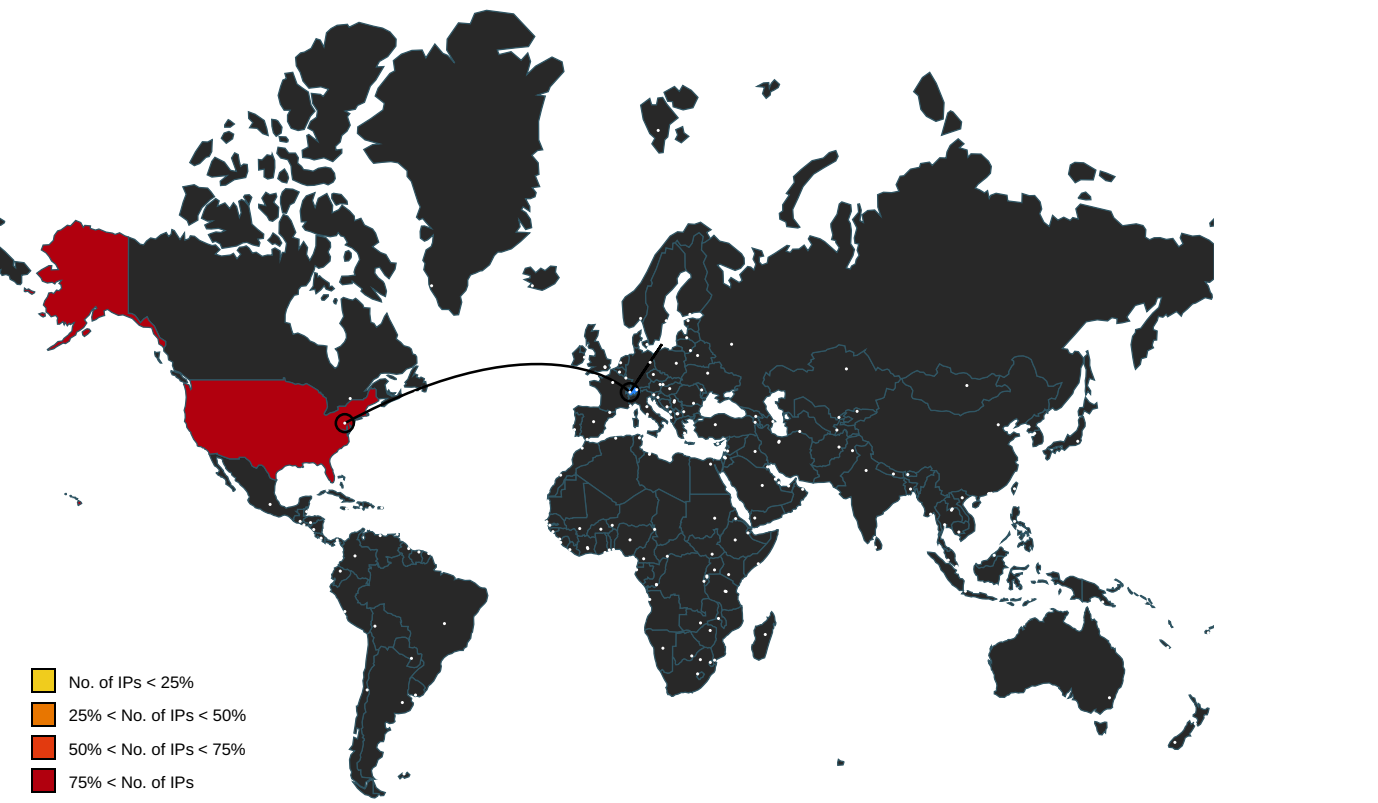 No. of IPs < 25%
25% < No. of IPs < 50%
50% < No. of IPs < 75%
75% < No. of IPs